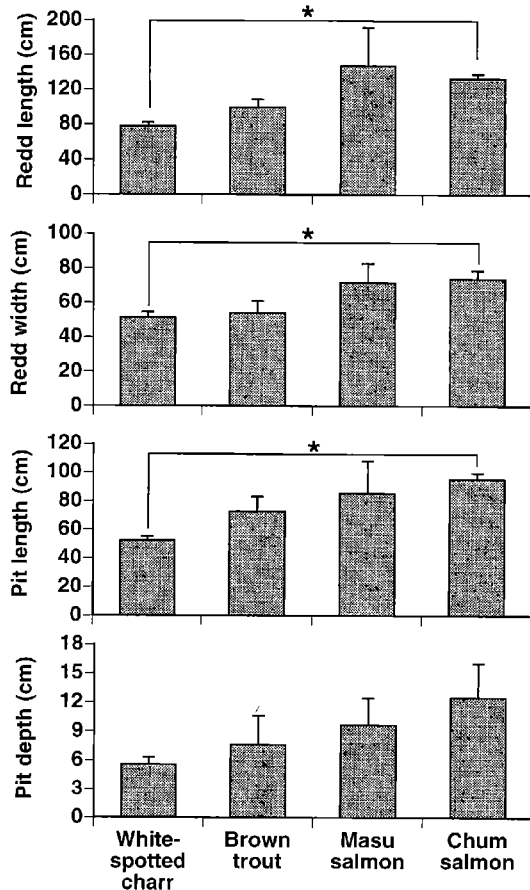 *
Redd length (cm)
200
160
120
80
40
0
*
Redd width (cm)
100
80
60
40
20
0
*
Pit length (cm)
120
100
80
60
40
20
0
Pit depth (cm)
18
15
12
9
6
3
0
White-
spotted
charr
Brown
trout
Masu
salmon
Chum
salmon